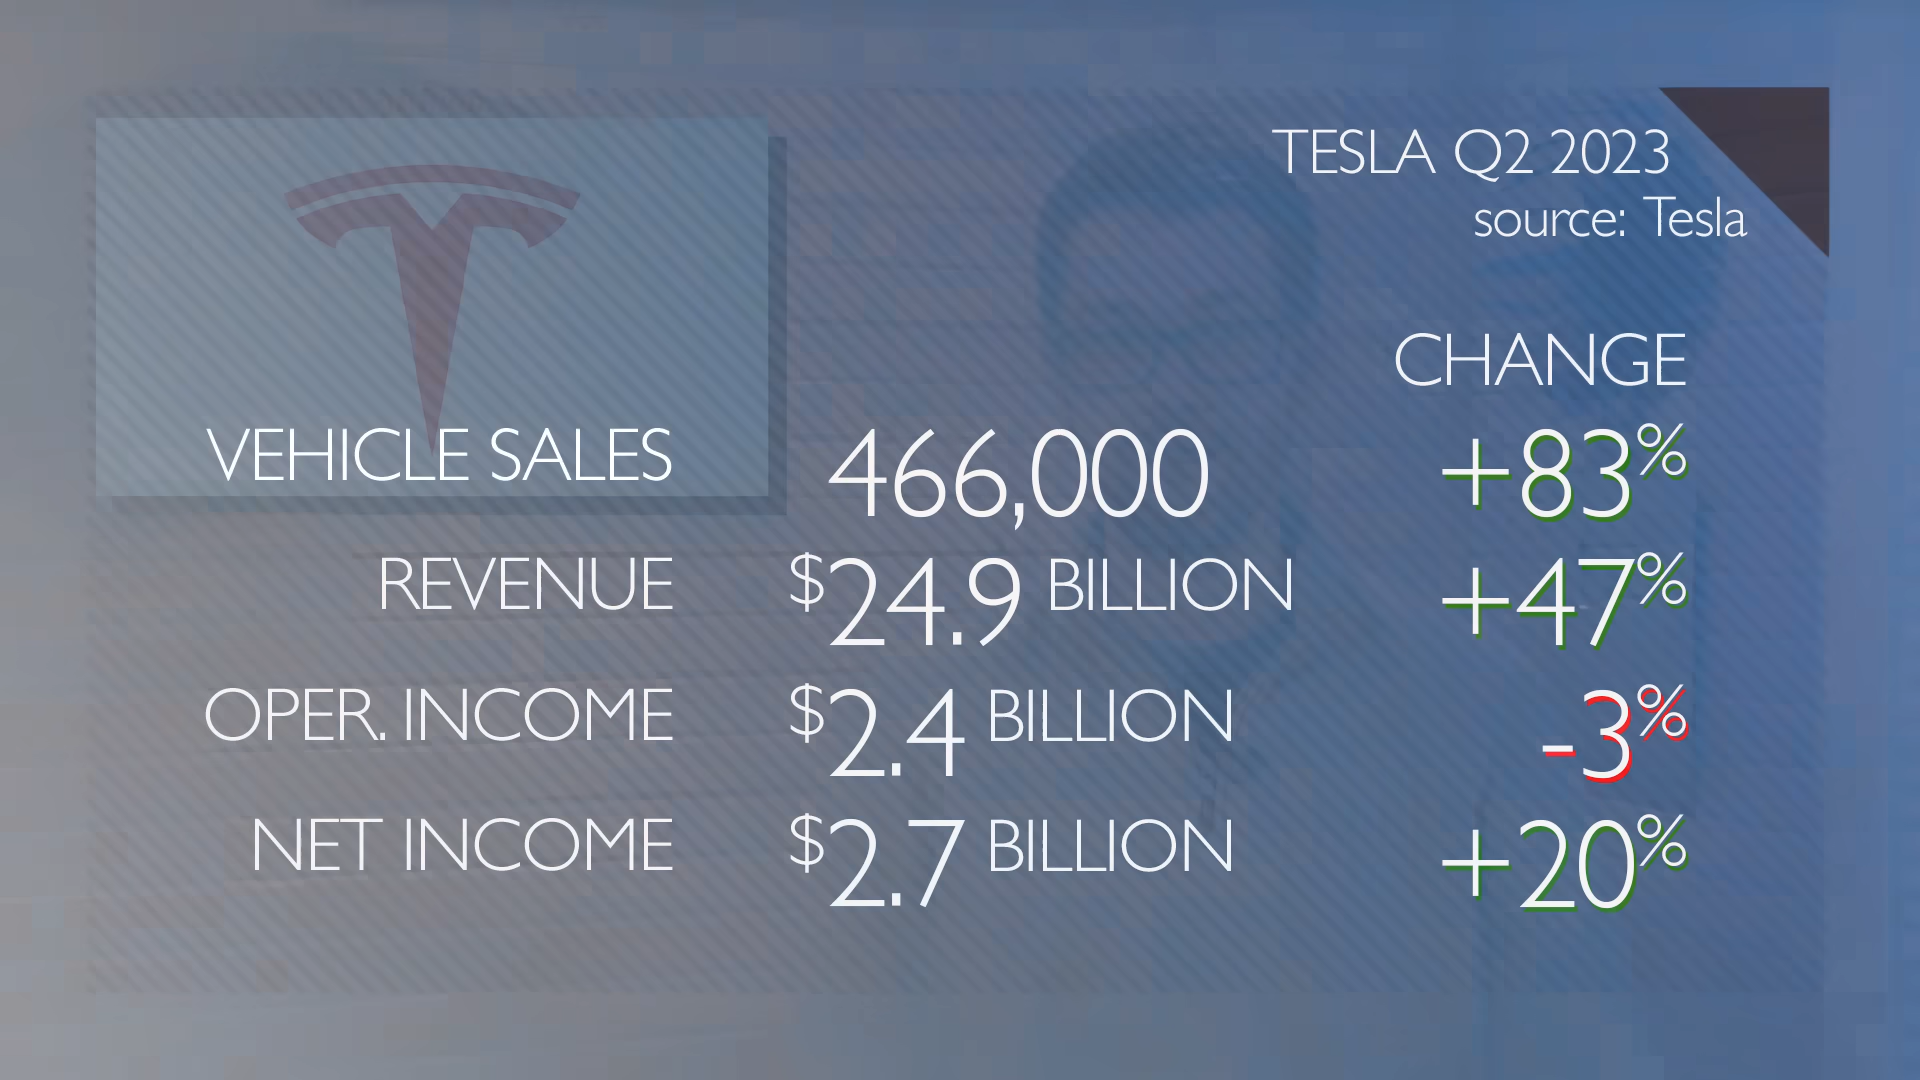 TESLA Q2 2023
source: Tesla
CHANGE
VEHICLE SALES 466,000 +83%
REVENUE $24.9 BILLION +47%
OPER. INCOME $2.4 BILLION -3%
NET INCOME $2.7 BILLION +20%